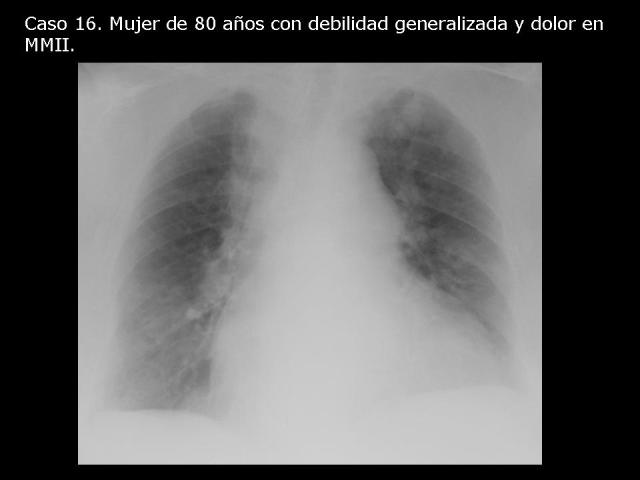 Caso 16. Mujer de 80 años con debilidad generalizada y dolor en
MMII.